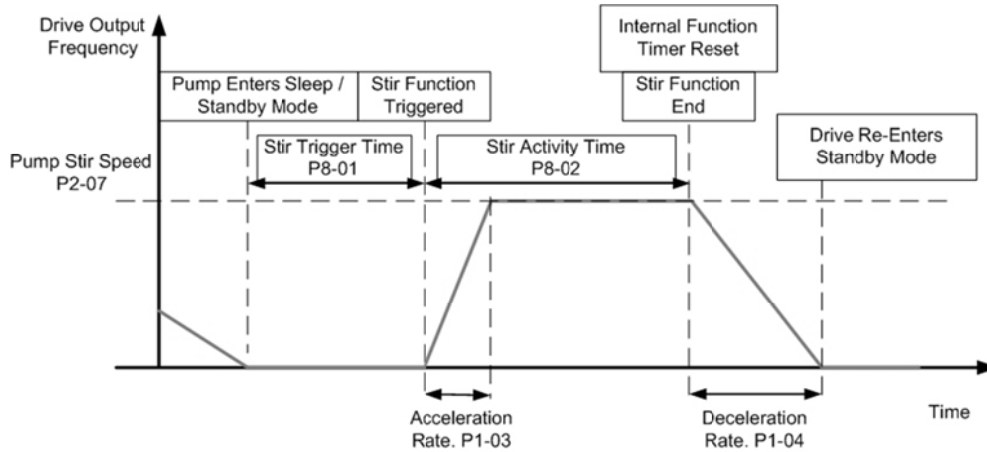 Drive Output
Frequency
Internal Function
Timer Reset
Pump Enters Sleep /
Standby Mode
Stir Function
Triggered
Stir Function
End
Pump Stir Speed
P2-07
Stir Trigger Time
P8-01
Stir Activity Time
P8-02
Drive Re-Enters
Standby Mode
Acceleration
Rate. P1-03
Deceleration
Rate. P1-04
Time